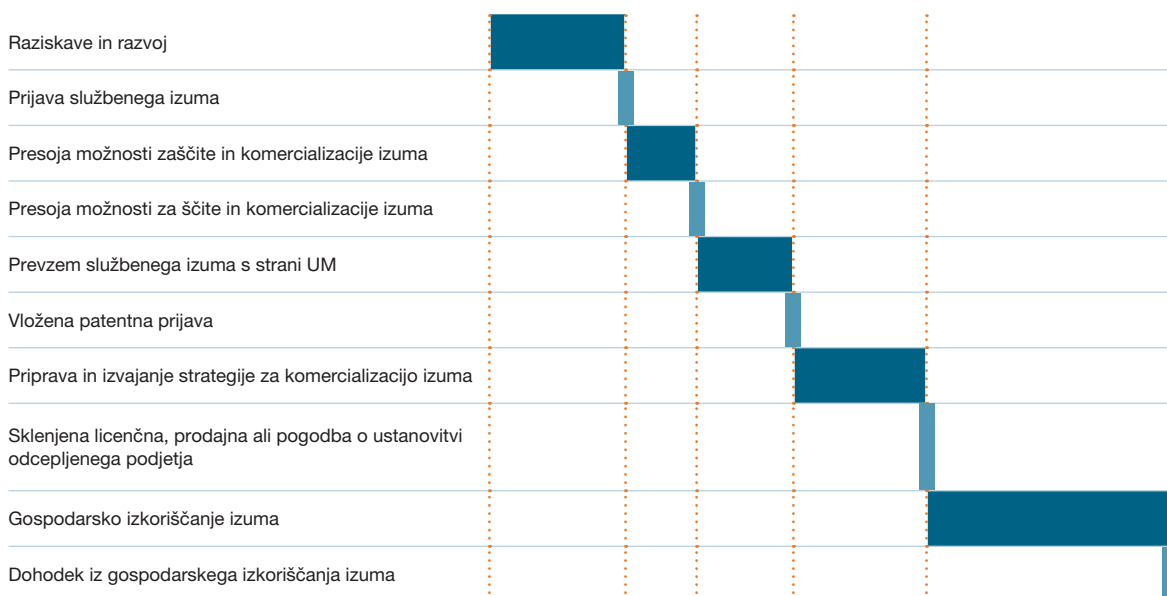 Raziskave in razvoj
Prijava službenega izuma
Presoja možnosti zaščite in komercializacije izuma
Presoja možnosti za ščite in komercializacije izuma
Prevzem službenega izuma s strani UM
Vložena patentna prijava
Priprava in izvajanje strategije za komercializacijo izuma
Sklenjena licenčna, prodajna ali pogodba o ustanovitvi
odcepljenega podjetja
Gospodarsko izkoriščanje izuma
Dohodek iz gospodarskega izkoriščanja izuma